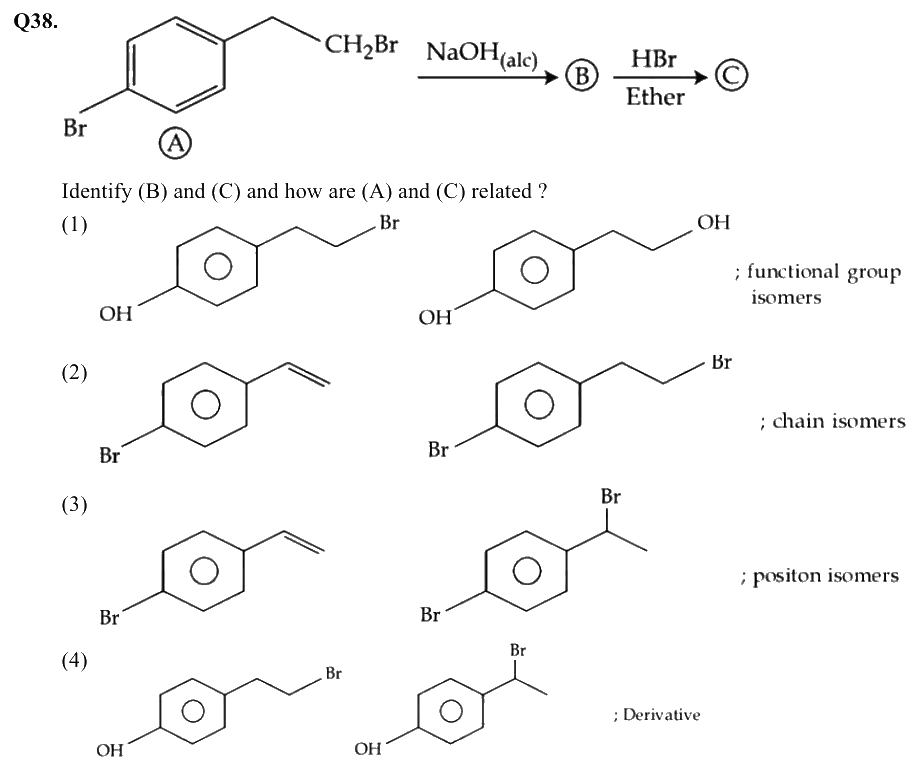 Q38.
CH₂Br
NaOH(alc)
B
HBr
Ether
C
Br
A
Identify (B) and (C) and how are (A) and (C) related ?
(1)
Br
OH
OH
OH
; functional group
isomers
(2)
Br
Br
Br
; chain isomers
(3)
Br
Br
Br
; positon isomers
(4)
Br
OH
Br
OH
; Derivative